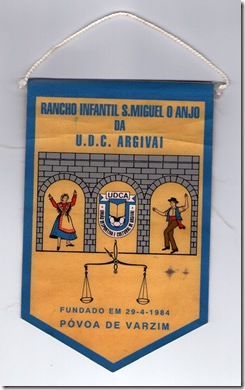 RANCHO INFANTIL S.MIGUEL O ANJO
DA
U.D.C. ARGIVAI
UDCA
FUNDADO EM 29-4-1984
PÓVOA DE VARZIM